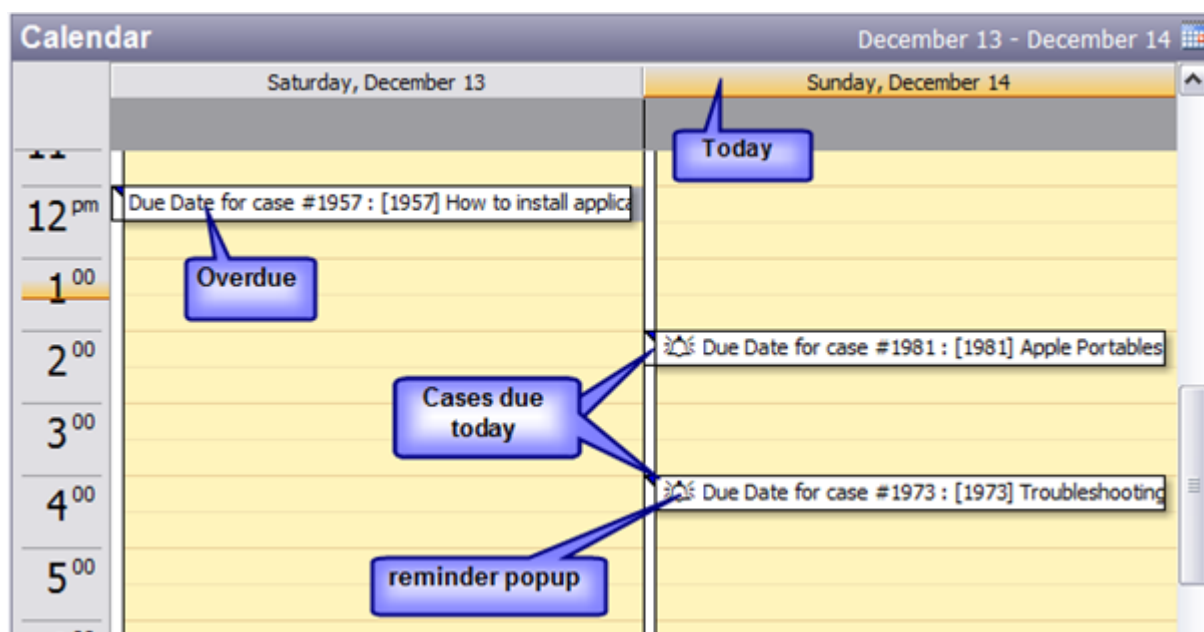 Calendar
December 13 - December 14
Saturday, December 13
Sunday, December 14
Today
11
12 pm
Due Date for case #1957 : [1957] How to install applica
Overdue
1 00
2 00
Due Date for case #1981 : [1981] Apple Portables
Cases due
today
3 00
4 00
Due Date for case #1973 : [1973] Troubleshooting
reminder popup
5 00